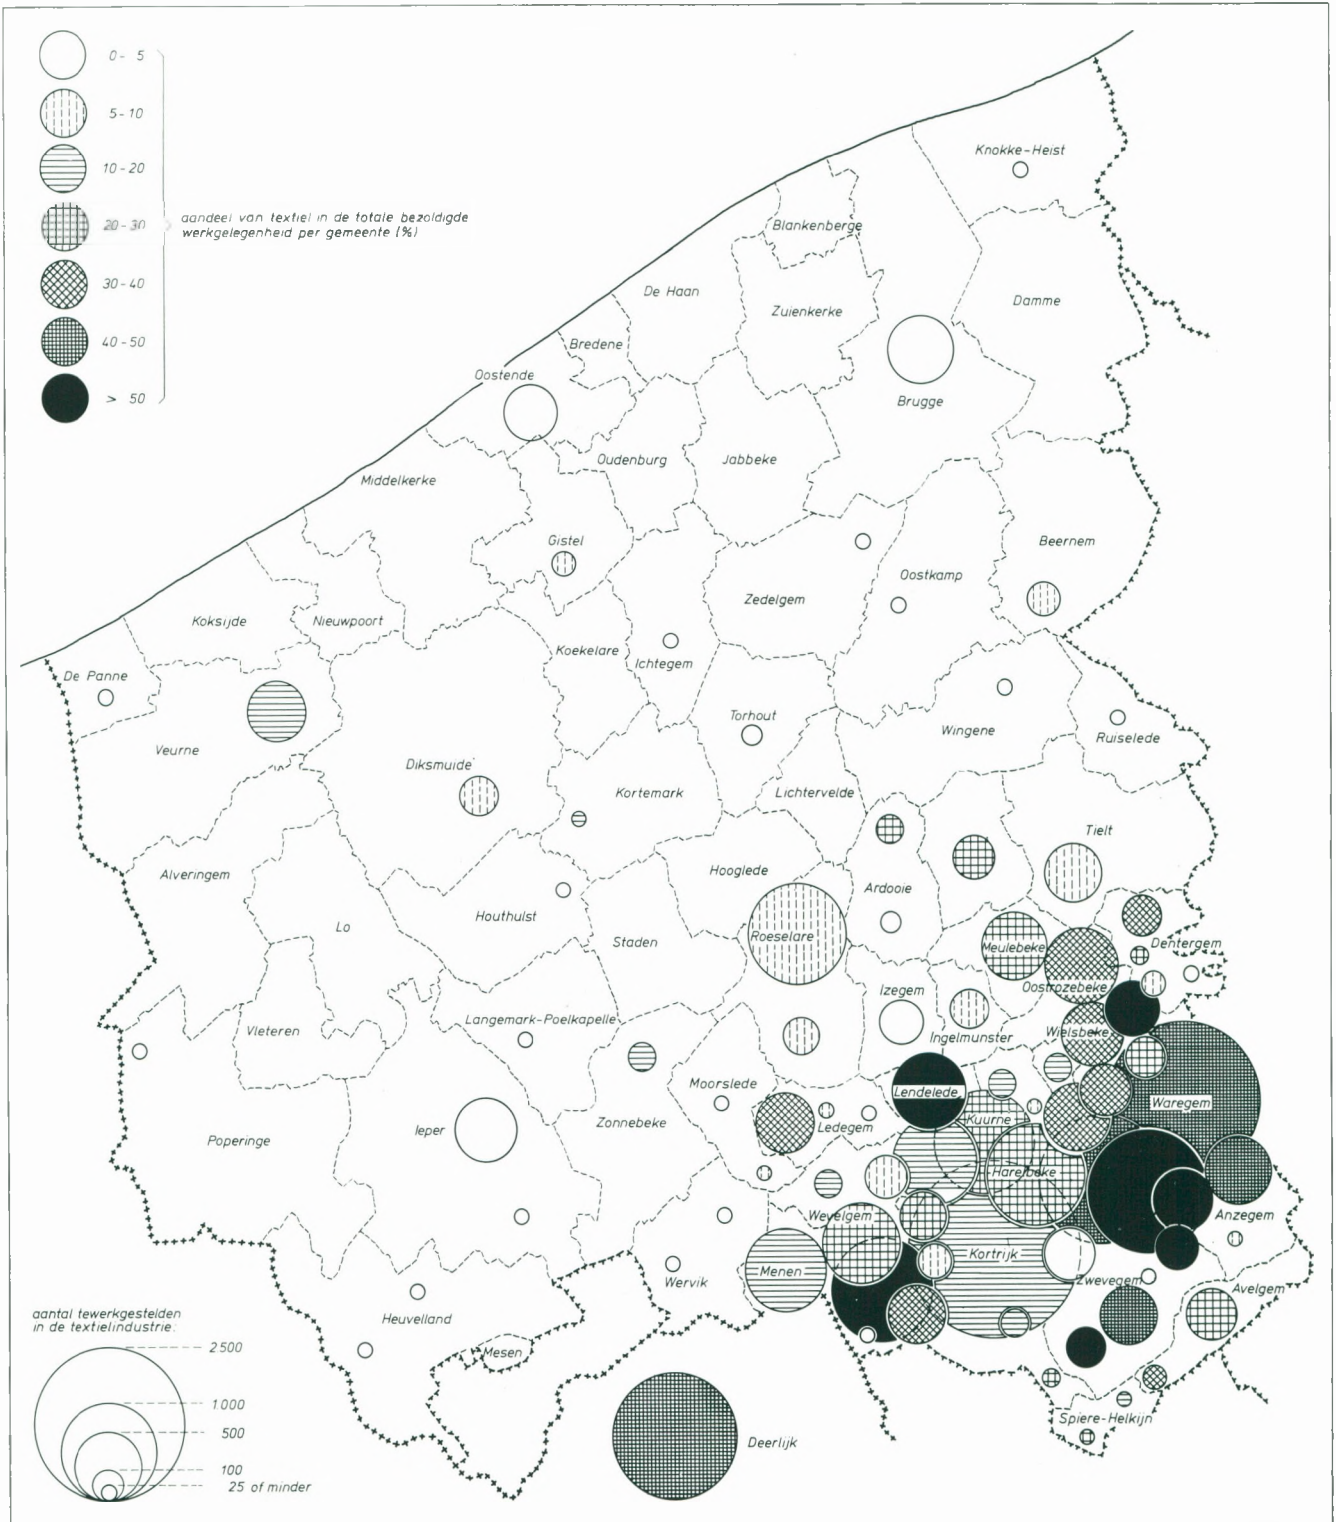 0 - 5
5 - 10
10 - 20
20 - 30
30 - 40
40 - 50
> 50
aandeel van textiel in de totale bezoldigde
werkgelegenheid per gemeente (%)
Knokke-Heist
Blankenberge
De Haan
Zuienkerke
Damme
Bredene
Oostende
Brugge
Oudenburg
Jabbeke
Middelkerke
Gistel
Beernem
Oostkamp
Zedelgem
Koksijde
Nieuwpoort
Koekelare
Ichtegem
De Panne
Torhout
Wingene
Ruiselede
Veurne
Diksmuide
Kortemark
Lichtervelde
Tielt
Alveringem
Hooglede
Ardooie
Lo
Houthulst
Staden
Roeselare
Meulebeke
Dentergem
Oostrozebeke
Izegem
Vleteren
Langemark-Poelkapelle
Ingelmunster
Wielsbeke
Moorslede
Lendelede
Waregem
Poperinge
Ieper
Zonnebeke
Ledegem
Kuurne
Harelbeke
Wevelgem
Anzegem
Wervik
Menen
Kortrijk
Zwevegem
Avelgem
Heuvelland
Mesen
Spiere-Helkijn
aantal tewerkgestelden
in de textielindustrie:
2 500
1 000
500
100
25 of minder
Deerlijk